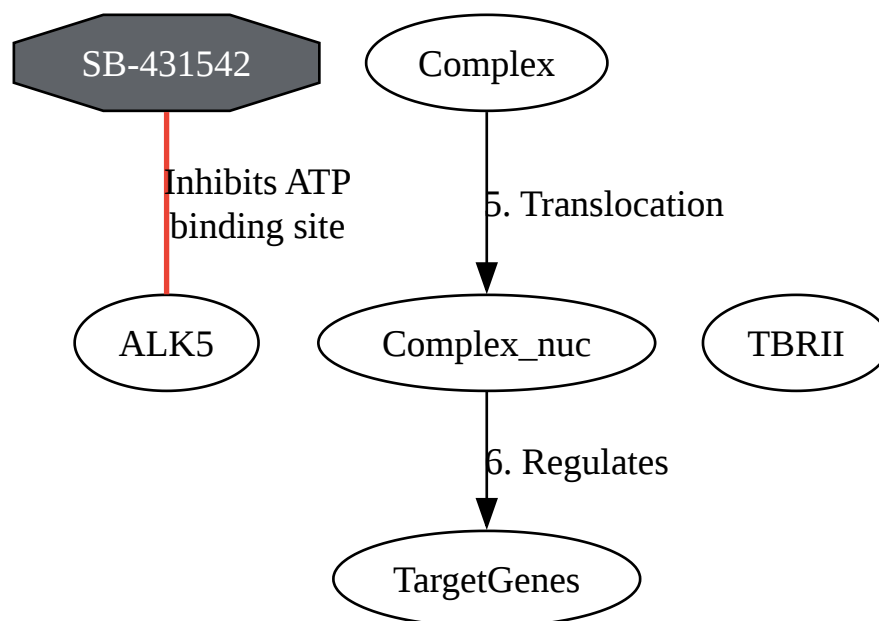 SB-431542
Complex
Inhibits ATP
binding site
5. Translocation
ALK5
Complex_nuc
TBRII
6. Regulates
TargetGenes